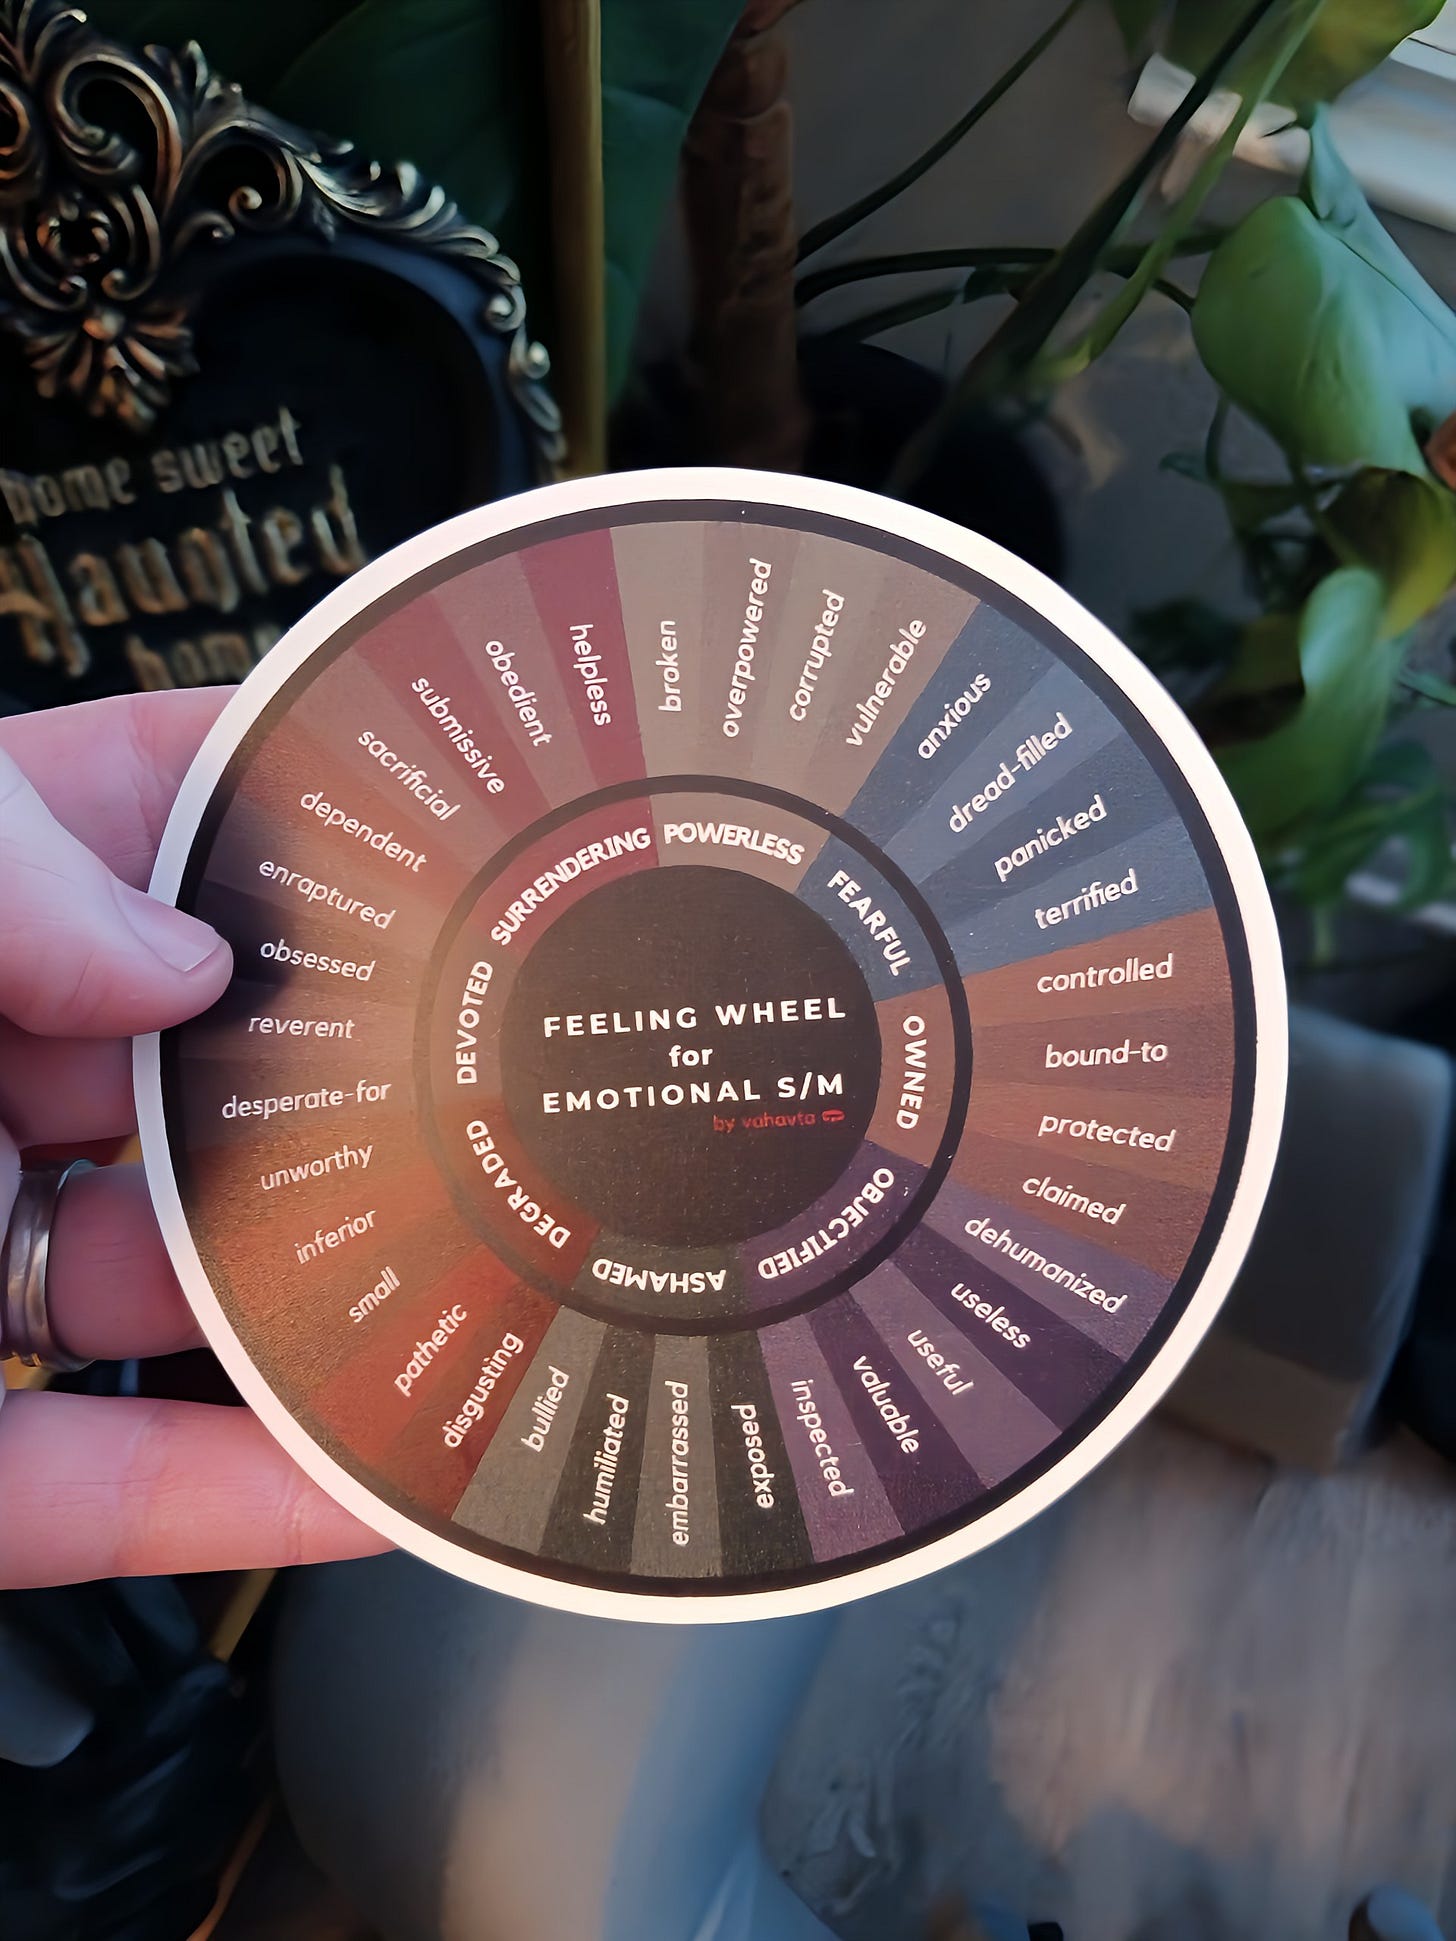 home sweet
Haunted
home
FEELING WHEEL
for
EMOTIONAL S/M
by vahavta
POWERLESS
FEARFUL
OWNED
OBJECTIFIED
ASHAMED
DEGRADED
DEVOTED
SURRENDERING
broken
overpowered
corrupted
vulnerable
anxious
dread-filled
panicked
terrified
controlled
bound-to
protected
claimed
dehumanized
useless
useful
valuable
inspected
exposed
embarrassed
humiliated
bullied
disgusting
pathetic
small
inferior
unworthy
desperate-for
reverent
obsessed
enraptured
dependent
sacrificial
submissive
obedient
helpless